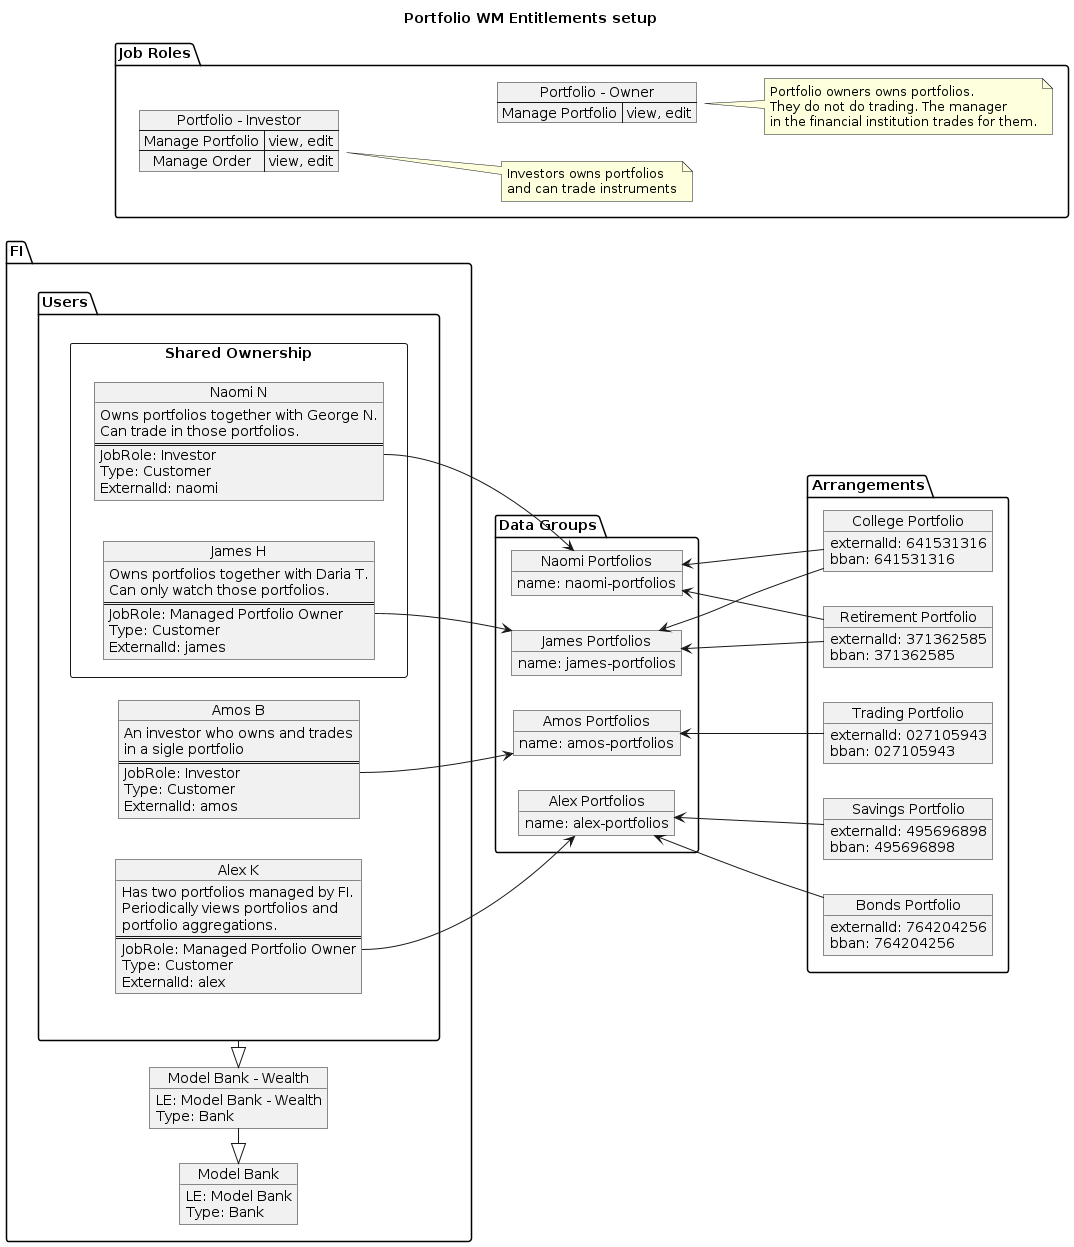 Portfolio WM Entitlements setup
Job Roles
Portfolio - Investor
Manage Portfolio view, edit
Manage Order view, edit
Portfolio - Owner
Manage Portfolio view, edit
Portfolio owners owns portfolios.
They do not do trading. The manager
in the financial institution trades for them.
Investors owns portfolios
and can trade instruments
FI
Users
Shared Ownership
Naomi N
Owns portfolios together with George N.
Can trade in those portfolios.
JobRole: Investor
Type: Customer
ExternalId: naomi
James H
Owns portfolios together with Daria T.
Can only watch those portfolios.
JobRole: Managed Portfolio Owner
Type: Customer
ExternalId: james
Amos B
An investor who owns and trades
in a sigle portfolio
JobRole: Investor
Type: Customer
ExternalId: amos
Alex K
Has two portfolios managed by FI.
Periodically views portfolios and
portfolio aggregations.
JobRole: Managed Portfolio Owner
Type: Customer
ExternalId: alex
Model Bank - Wealth
LE: Model Bank - Wealth
Type: Bank
Model Bank
LE: Model Bank
Type: Bank
Data Groups
Naomi Portfolios
name: naomi-portfolios
James Portfolios
name: james-portfolios
Amos Portfolios
name: amos-portfolios
Alex Portfolios
name: alex-portfolios
Arrangements
College Portfolio
externalId: 641531316
bban: 641531316
Retirement Portfolio
externalId: 371362585
bban: 371362585
Trading Portfolio
externalId: 027105943
bban: 027105943
Savings Portfolio
externalId: 495696898
bban: 495696898
Bonds Portfolio
externalId: 764204256
bban: 764204256